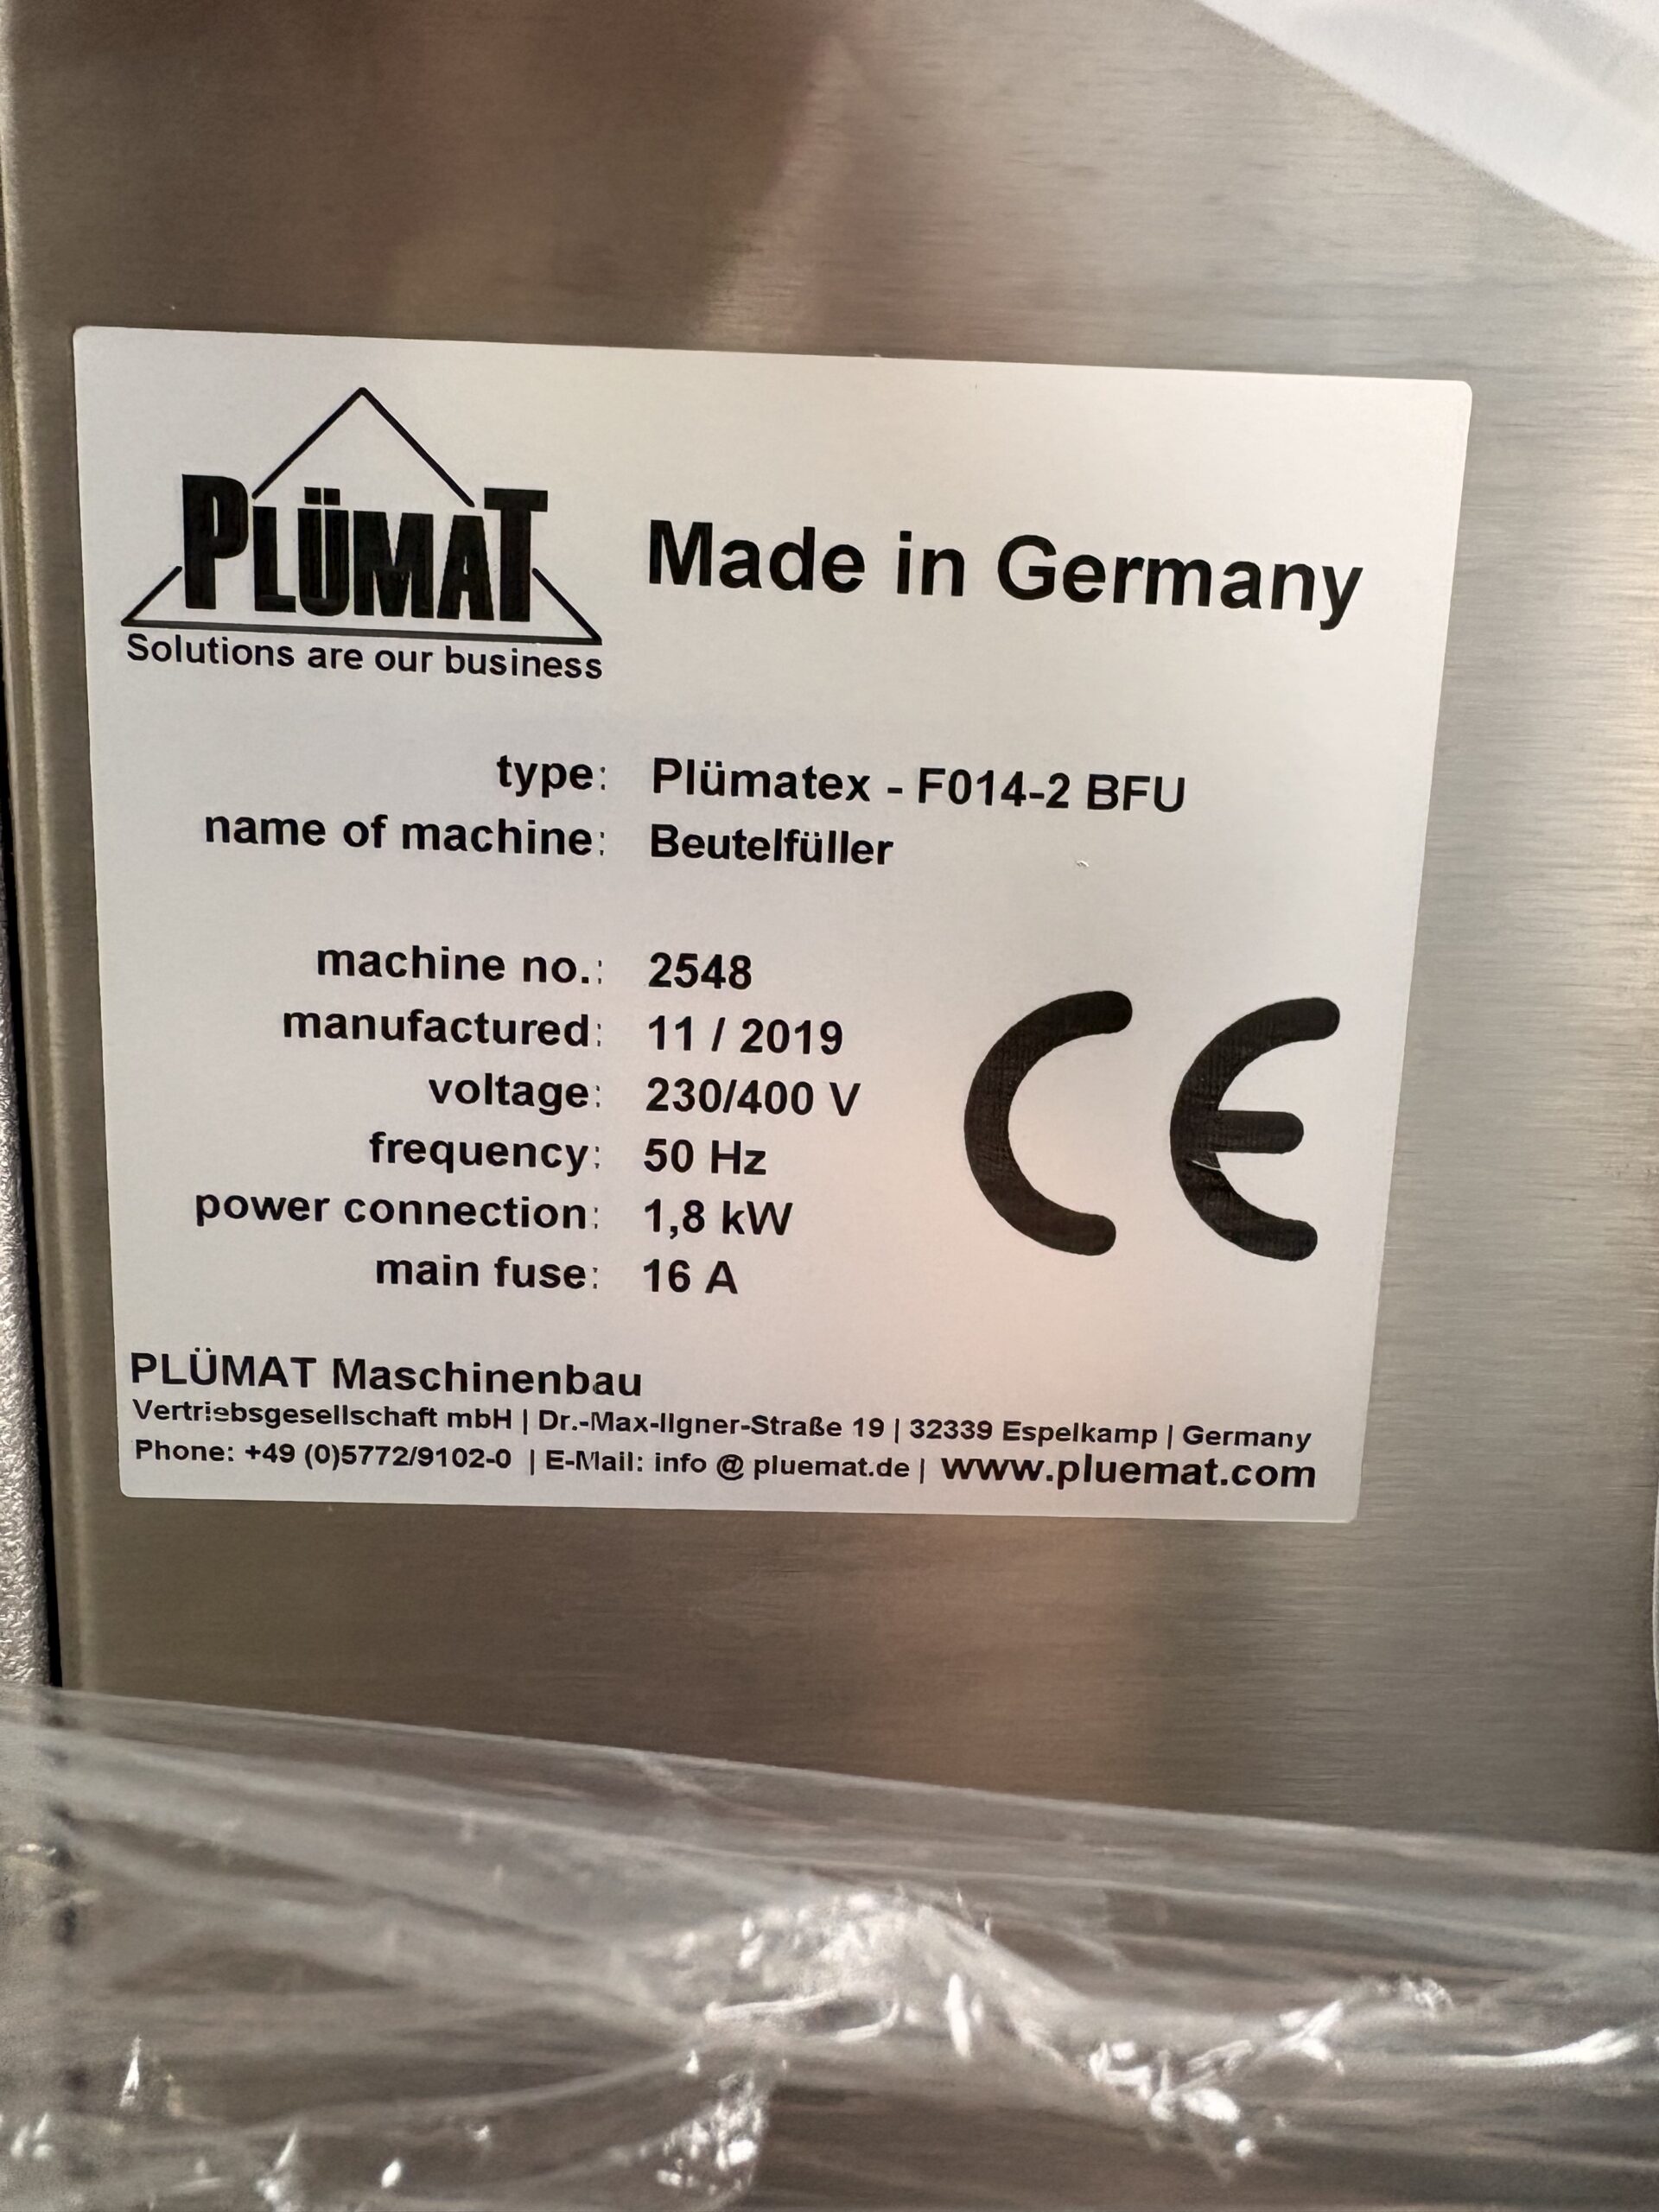 PLÜMAT
Solutions are our business
Made in Germany
type: Plümatex - F014-2 BFU
name of machine: Beutelfüller
machine no.: 2548
manufactured: 11 / 2019
voltage: 230/400 V
frequency: 50 Hz
power connection: 1,8 kW
main fuse: 16 A
CE
PLÜMAT Maschinenbau
Vertriebsgesellschaft mbH | Dr.-Max-Ilgner-Straße 19 | 32339 Espelkamp | Germany
Phone: +49 (0)5772/9102-0 | E-Mail: info @ pluemat.de | www.pluemat.com